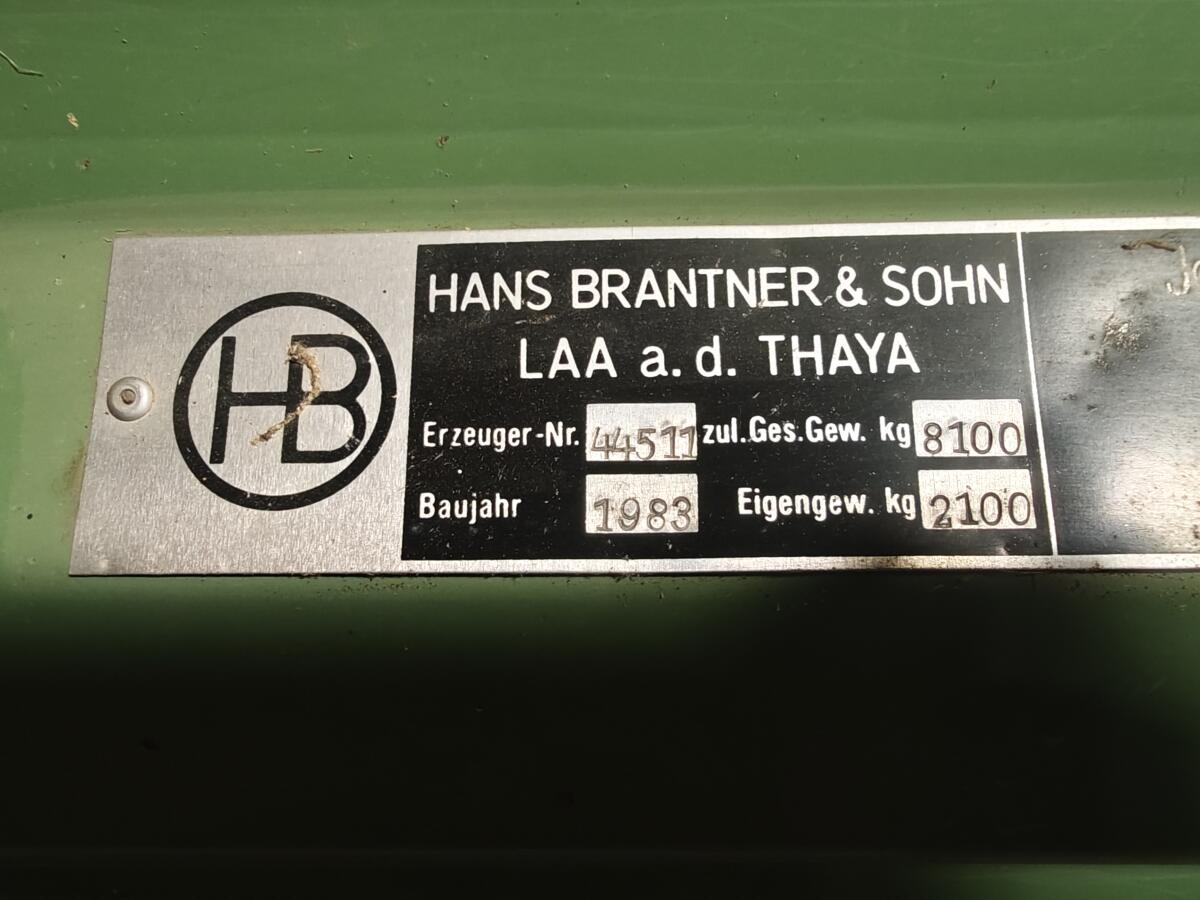 HB
HANS BRANTNER & SOHN
LAA a. d. THAYA
Erzeuger-Nr. 44511 zul.Ges.Gew. kg 8100
Baujahr 1983 Eigengew. kg 2100